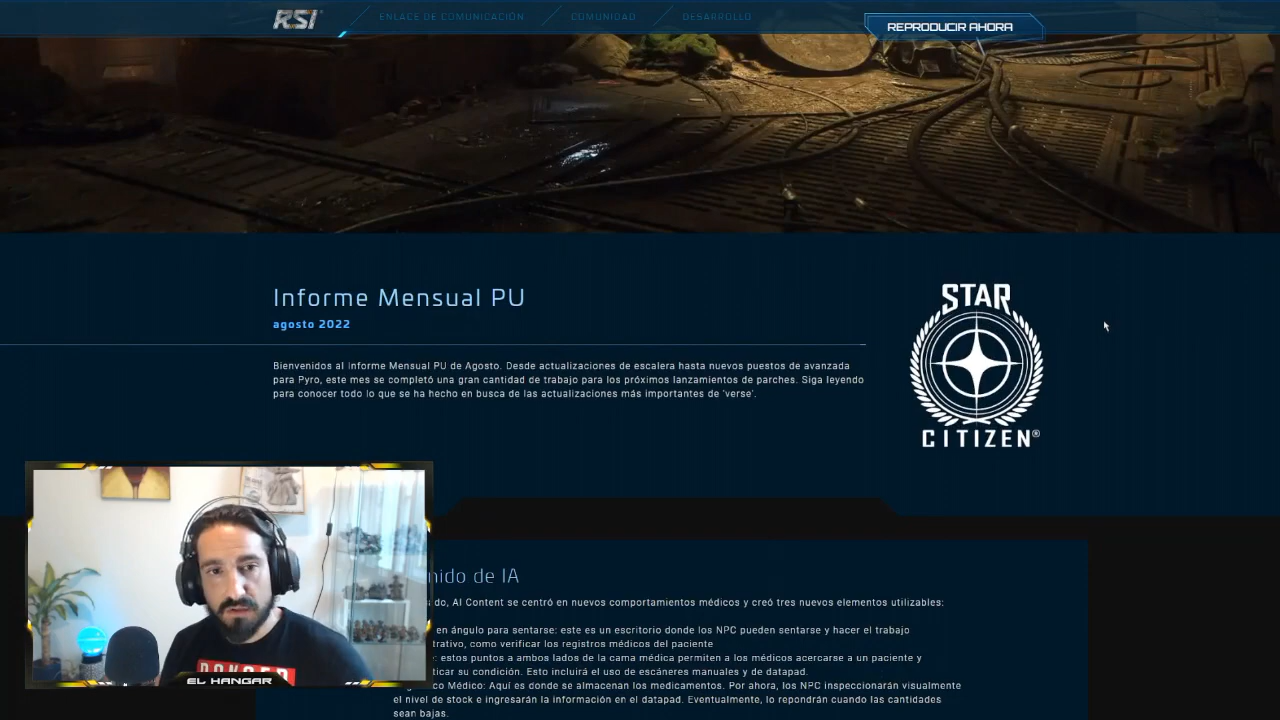 RSI
ENLACE DE COMUNICACIÓN
COMUNIDAD
DESARROLLO
REPRODUCIR AHORA
Informe Mensual PU
agosto 2022
Bienvenidos al Informe Mensual PU de Agosto. Desde actualizaciones de escalera hasta nuevos puestos de avanzada
para Pyro, este mes se completó una gran cantidad de trabajo para los próximos lanzamientos de parches. Siga leyendo
para conocer todo lo que se ha hecho en busca de las actualizaciones más importantes de 'verse'.
STAR
CITIZEN®
nido de IA
do, AI Content se centró en nuevos comportamientos médicos y creó tres nuevos elementos utilizables:
en ángulo para sentarse: este es un escritorio donde los NPC pueden sentarse y hacer el trabajo
trativo, como verificar los registros médicos del paciente
: estos puntos a ambos lados de la cama médica permiten a los médicos acercarse a un paciente y
ticar su condición. Esto incluirá el uso de escáneres manuales y de datapad.
co Médico: Aquí es donde se almacenan los medicamentos. Por ahora, los NPC inspeccionarán visualmente
el nivel de stock e ingresarán la información en el datapad. Eventualmente, lo repondrán cuando las cantidades
sean bajas.
EL HANGAR